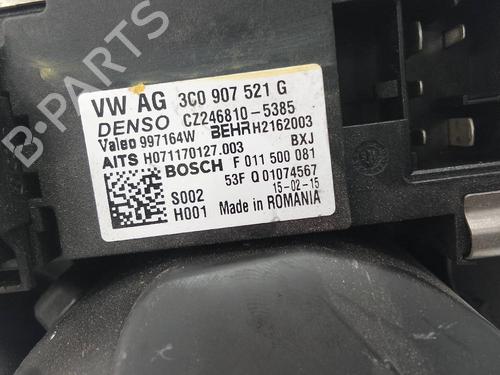 VW AG 3C0 907 521 G
DENSO CZ246810-5385
Valeo 997164W BEHR H2162003
AITS H071170127.003 BXJ
BOSCH F 011 500 081
53F Q 01074567
S002 15-02-15
H001 Made in ROMANIA